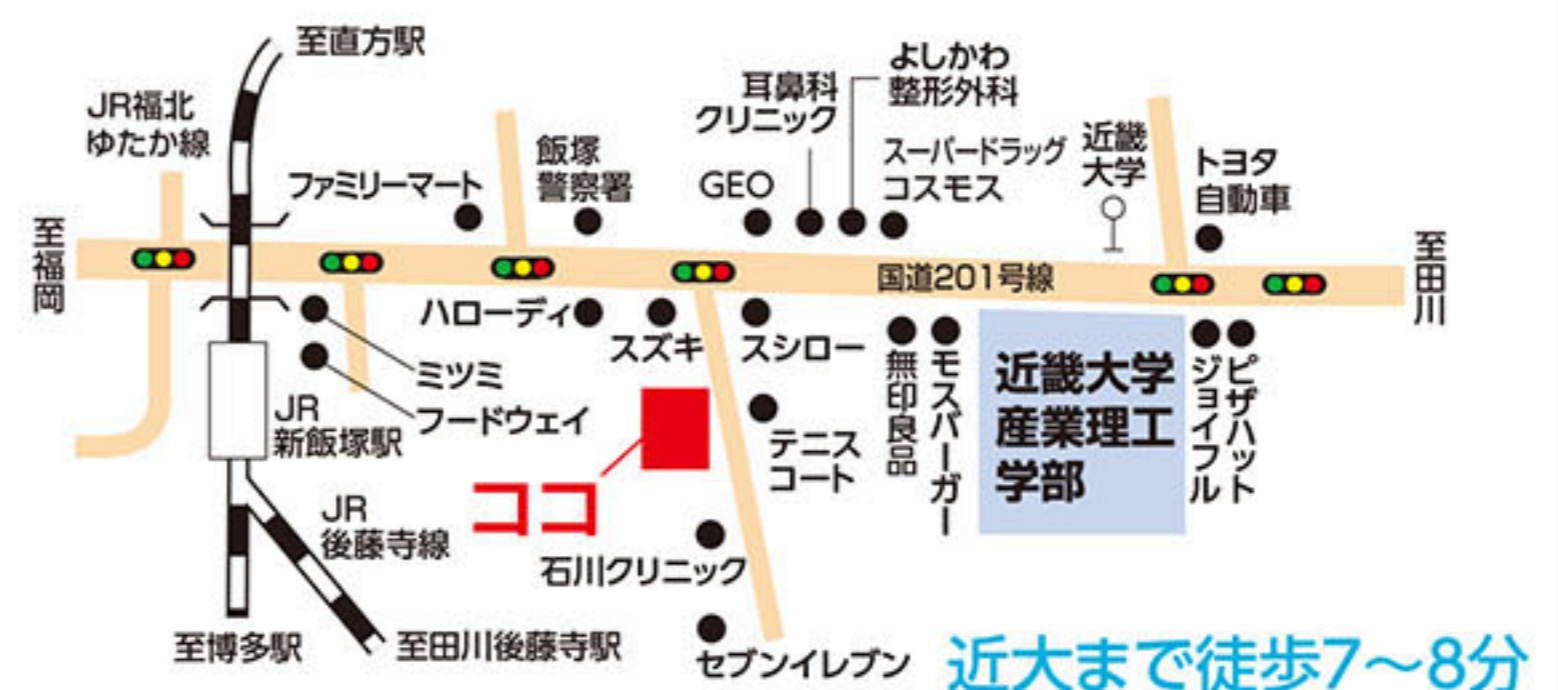 至直方駅
JR福北
ゆたか線
ファミリーマート
飯塚
警察署
GEO
耳鼻科
クリニック
よしかわ
整形外科
スーパードラッグ
コスモス
近畿
大学
トヨタ
自動車
至福岡
国道201号線
至田川
ハローディ
スズキ
スシロー
無印良品
モスバーガー
近畿大学
産業理工
学部
ジョイフル
ピザハット
ミツミ
フードウェイ
JR
新飯塚駅
テニス
コート
ココ
JR
後藤寺線
石川クリニック
至博多駅
至田川後藤寺駅
セブンイレブン
近大まで徒歩7〜8分